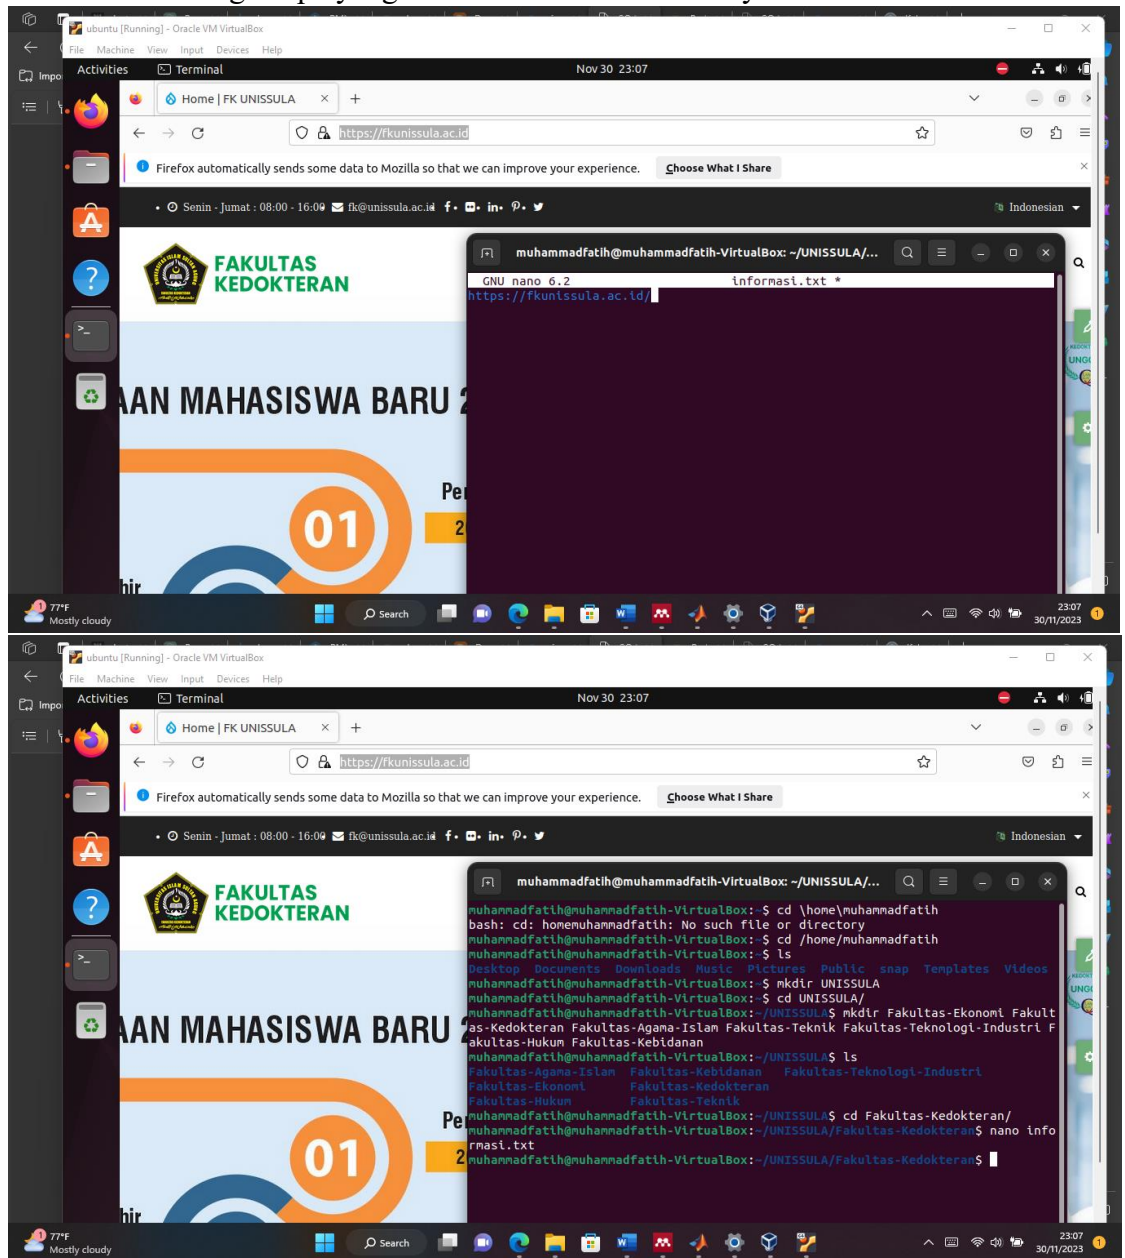 ubuntu [Running] - Oracle VM VirtualBox
File Machine View Input Devices Help
Impo
Activities Terminal Nov 30 23:07
Home | FK UNISSULA × +
https://fkunissula.ac.id
Firefox automatically sends some data to Mozilla so that we can improve your experience. Choose What I Share
Senin - Jumat : 08:00 - 16:00 fk@unissula.ac.id Indonesian
FAKULTAS
KEDOKTERAN
muhammadfatih@muhammadfatih-VirtualBox: ~/UNISSULA/...
GNU nano 6.2 informasi.txt *
https://fkunissula.ac.id/
AAN MAHASISWA BARU 2
Per
01
2
hir
77°F
Mostly cloudy
Search
23:07
30/11/2023
ubuntu [Running] - Oracle VM VirtualBox
File Machine View Input Devices Help
Impo
Activities Terminal Nov 30 23:07
Home | FK UNISSULA × +
https://fkunissula.ac.id
Firefox automatically sends some data to Mozilla so that we can improve your experience. Choose What I Share
Senin - Jumat : 08:00 - 16:00 fk@unissula.ac.id Indonesian
FAKULTAS
KEDOKTERAN
muhammadfatih@muhammadfatih-VirtualBox: ~/UNISSULA/...
muhammadfatih@muhammadfatih-VirtualBox:~$ cd \home\muhammadfatih
bash: cd: homemuhammadfatih: No such file or directory
muhammadfatih@muhammadfatih-VirtualBox:~$ cd /home/muhammadfatih
muhammadfatih@muhammadfatih-VirtualBox:~$ ls
Desktop Documents Downloads Music Pictures Public snap Templates Videos
muhammadfatih@muhammadfatih-VirtualBox:~$ mkdir UNISSULA
muhammadfatih@muhammadfatih-VirtualBox:~$ cd UNISSULA/
muhammadfatih@muhammadfatih-VirtualBox:~/UNISSULA$ mkdir Fakultas-Ekonomi Fakult
as-Kedokteran Fakultas-Agama-Islam Fakultas-Teknik Fakultas-Teknologi-Industri F
akultas-Hukum Fakultas-Kebidanan
muhammadfatih@muhammadfatih-VirtualBox:~/UNISSULA$ ls
Fakultas-Agama-Islam Fakultas-Kebidanan Fakultas-Teknologi-Industri
Fakultas-Ekonomi Fakultas-Kedokteran
Fakultas-Hukum Fakultas-Teknik
muhammadfatih@muhammadfatih-VirtualBox:~/UNISSULA$ cd Fakultas-Kedokteran/
muhammadfatih@muhammadfatih-VirtualBox:~/UNISSULA/Fakultas-Kedokteran$ nano info
rmasi.txt
muhammadfatih@muhammadfatih-VirtualBox:~/UNISSULA/Fakultas-Kedokteran$
AAN MAHASISWA BARU 2
Per
01
2
hir
77°F
Mostly cloudy
Search
23:07
30/11/2023